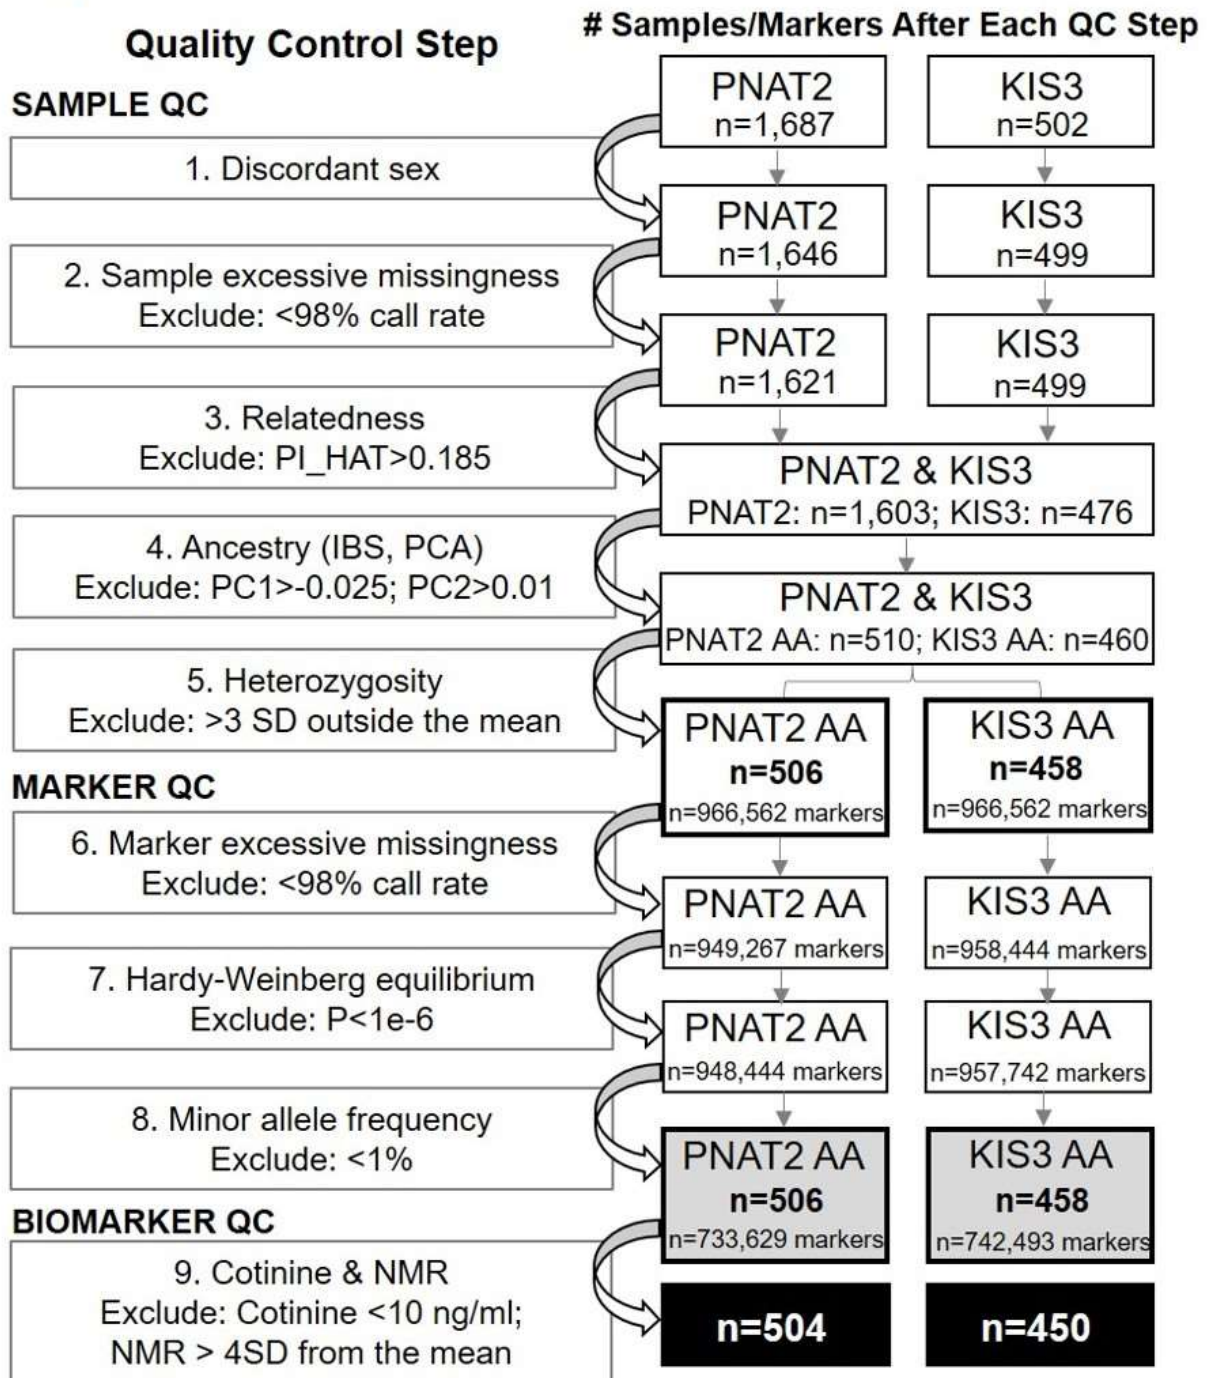 Quality Control Step
# Samples/Markers After Each QC Step
SAMPLE QC
PNAT2
n=1,687
KIS3
n=502
1. Discordant sex
PNAT2
n=1,646
KIS3
n=499
2. Sample excessive missingness
Exclude: <98% call rate
PNAT2
n=1,621
KIS3
n=499
3. Relatedness
Exclude: PI_HAT>0.185
PNAT2 & KIS3
PNAT2: n=1,603; KIS3: n=476
4. Ancestry (IBS, PCA)
Exclude: PC1>-0.025; PC2>0.01
PNAT2 & KIS3
PNAT2 AA: n=510; KIS3 AA: n=460
5. Heterozygosity
Exclude: >3 SD outside the mean
PNAT2 AA
n=506
n=966,562 markers
KIS3 AA
n=458
n=966,562 markers
MARKER QC
6. Marker excessive missingness
Exclude: <98% call rate
PNAT2 AA
n=949,267 markers
KIS3 AA
n=958,444 markers
7. Hardy-Weinberg equilibrium
Exclude: P<1e-6
PNAT2 AA
n=948,444 markers
KIS3 AA
n=957,742 markers
8. Minor allele frequency
Exclude: <1%
PNAT2 AA
n=506
n=733,629 markers
KIS3 AA
n=458
n=742,493 markers
BIOMARKER QC
9. Cotinine & NMR
Exclude: Cotinine <10 ng/ml;
NMR > 4SD from the mean
n=504
n=450